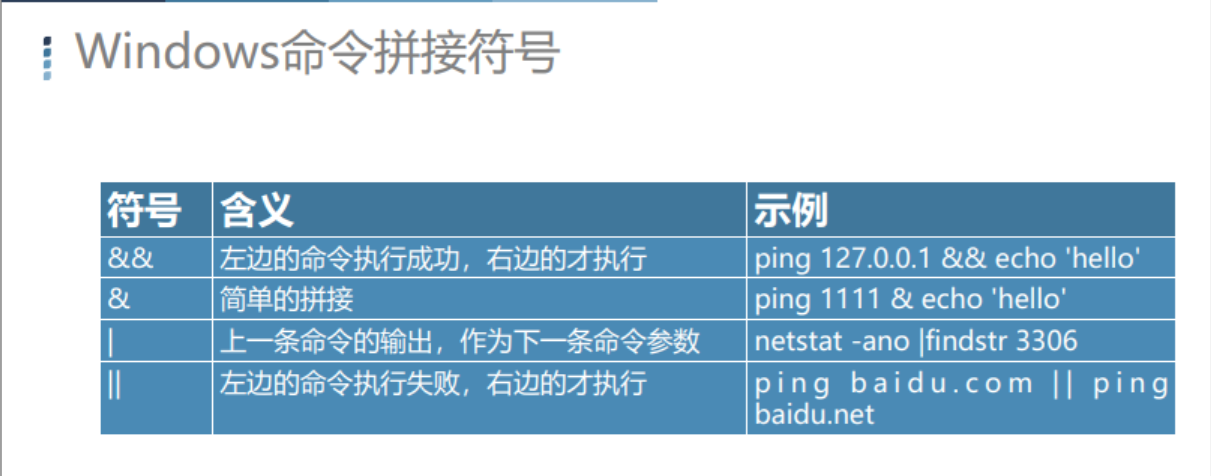 Windows命令拼接符号
符号 含义 示例
&& 左边的命令执行成功，右边的才执行 ping 127.0.0.1 && echo 'hello'
& 简单的拼接 ping 1111 & echo 'hello'
| 上一条命令的输出，作为下一条命令参数 netstat -ano |findstr 3306
|| 左边的命令执行失败，右边的才执行 ping baidu.com || ping
baidu.net